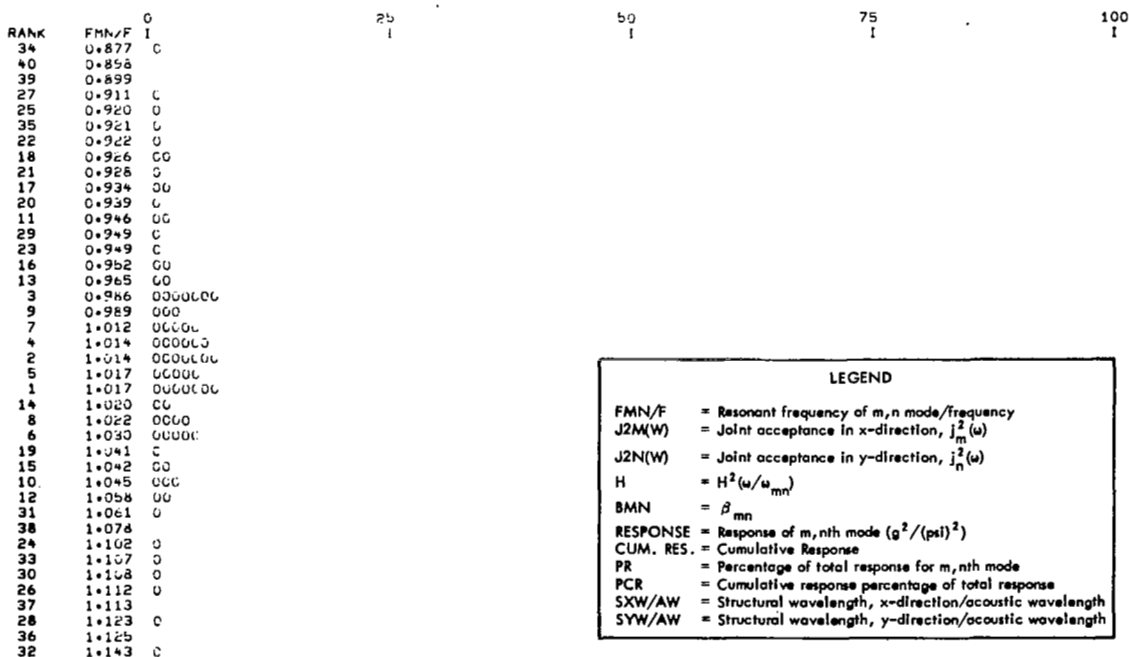 0 25 50 75 100
RANK FMN/F I I I I I
34 0.877 0
40 0.898
39 0.899
27 0.911 0
25 0.920 0
35 0.921 0
22 0.922 0
18 0.926 00
21 0.928 0
17 0.934 00
20 0.939 0
11 0.946 00
29 0.949 0
23 0.949 0
16 0.952 00
13 0.965 00
3 0.986 0000000
9 0.989 000
7 1.012 00000
4 1.014 000000
2 1.014 0000000
5 1.017 00000
1 1.017 0000000
14 1.020 00
8 1.022 0000
6 1.030 00000
19 1.041 0
15 1.042 00
10 1.045 000
12 1.058 00
31 1.061 0
38 1.078
24 1.102 0
33 1.107 0
30 1.108 0
26 1.112 0
37 1.113
28 1.123 0
36 1.125
32 1.143 0
LEGEND
FMN/F = Resonant frequency of m,n mode/frequency
J2M(W) = Joint acceptance in x-direction, j²m(ω)
J2N(W) = Joint acceptance in y-direction, j²n(ω)
H = H²(ω/ωmn)
BMN = βmn
RESPONSE = Response of m,nth mode (g²/(psi)²)
CUM. RES. = Cumulative Response
PR = Percentage of total response for m,nth mode
PCR = Cumulative response percentage of total response
SXW/AW = Structural wavelength, x-direction/acoustic wavelength
SYW/AW = Structural wavelength, y-direction/acoustic wavelength